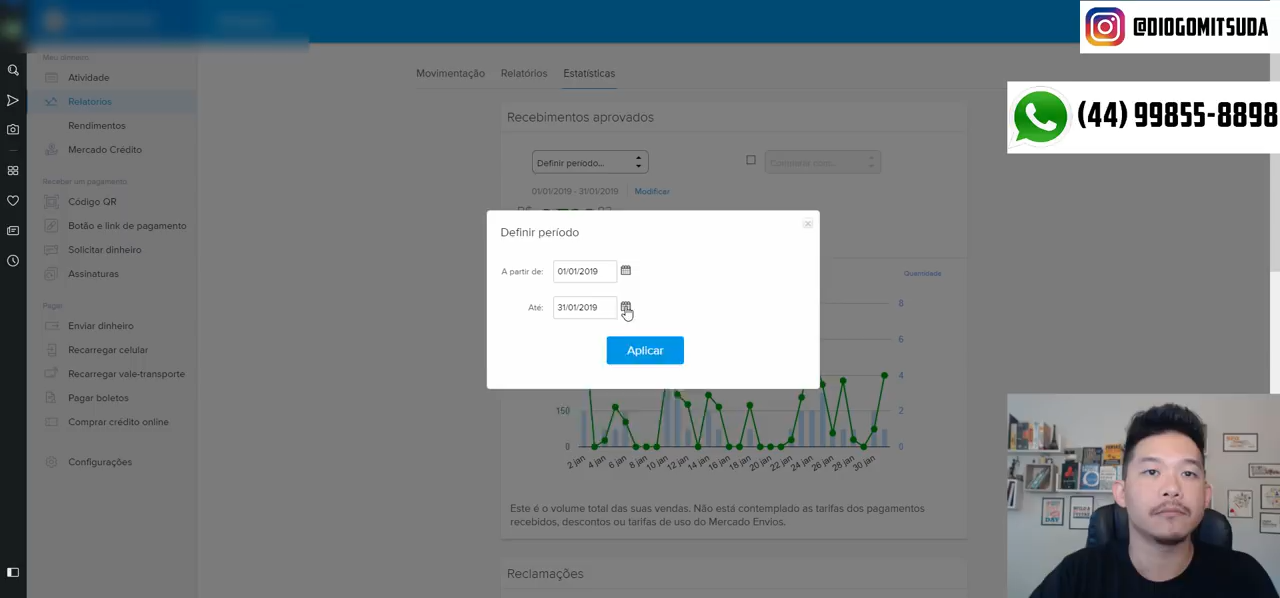 @DIOGOMITSUDA
(44) 99855-8898
Meu dinheiro
Atividade
Relatórios
Rendimentos
Mercado Crédito
Receber um pagamento
Código QR
Botão e link de pagamento
Solicitar dinheiro
Assinaturas
Pagar
Enviar dinheiro
Recarregar celular
Recarregar vale-transporte
Pagar boletos
Comprar crédito online
Configurações
Movimentação Relatórios Estatísticas
Recebimentos aprovados
Definir período...
01/01/2019 - 31/01/2019 Modificar
R$
Definir período
A partir de: 01/01/2019
Até: 31/01/2019
Aplicar
Quantidade
8
6
4
150 2
0 0
2 jan 4 jan 6 jan 8 jan 10 jan 12 jan 14 jan 16 jan 18 jan 20 jan 22 jan 24 jan 26 jan 28 jan 30 jan
Este é o volume total das suas vendas. Não está contemplado as tarifas dos pagamentos
recebidos, descontos ou tarifas de uso do Mercado Envios.
Reclamações